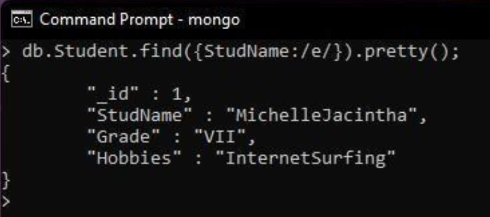 Command Prompt - mongo
> db.Student.find({StudName:/e/}).pretty();
{
        "_id" : 1,
        "StudName" : "MichelleJacintha",
        "Grade" : "VII",
        "Hobbies" : "InternetSurfing"
}
>